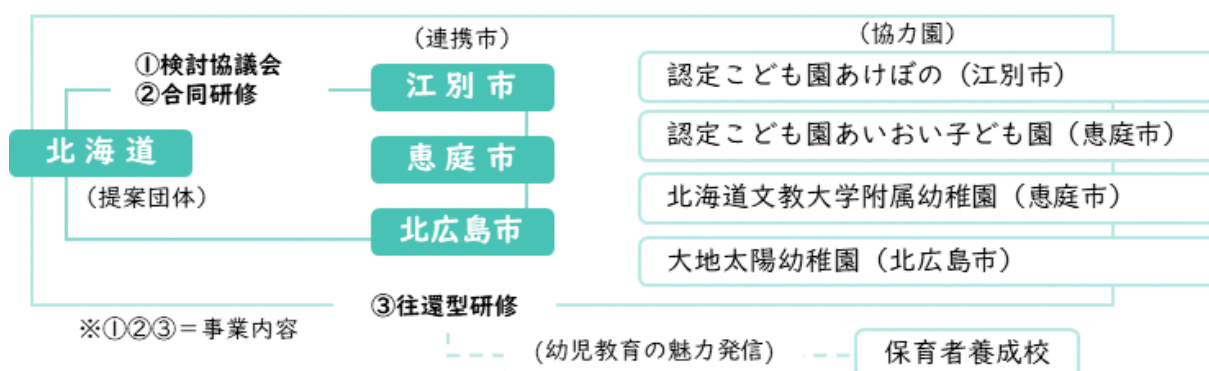 (連携市)
(協力園)
①検討協議会
②合同研修
江別市
認定こども園あけぼの(江別市)
認定こども園あいおい子ども園(恵庭市)
北海道
恵庭市
(提案団体)
北海道文教大学附属幼稚園(恵庭市)
北広島市
大地太陽幼稚園(北広島市)
③往還型研修
※①②③=事業内容
(幼児教育の魅力発信)
保育者養成校